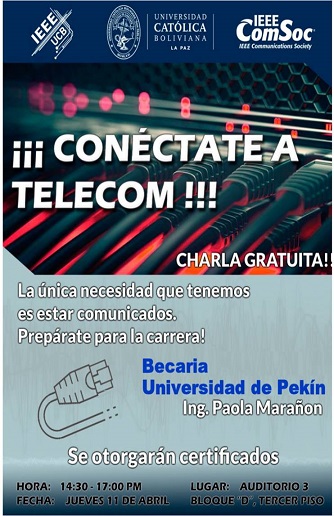 IEEE
UCB
UNIVERSIDAD
CATÓLICA
BOLIVIANA
LA PAZ
IEEE
ComSoc
IEEE Communications Society
¡¡¡ CONÉCTATE A
TELECOM !!!
CHARLA GRATUITA!!
La única necesidad que tenemos
es estar comunicados.
Prepárate para la carrera!
Becaria
Universidad de Pekín
Ing. Paola Marañon
Se otorgarán certificados
HORA: 14:30 - 17:00 PM
LUGAR: AUDITORIO 3
FECHA: JUEVES 11 DE ABRIL
BLOQUE "D", TERCER PISO